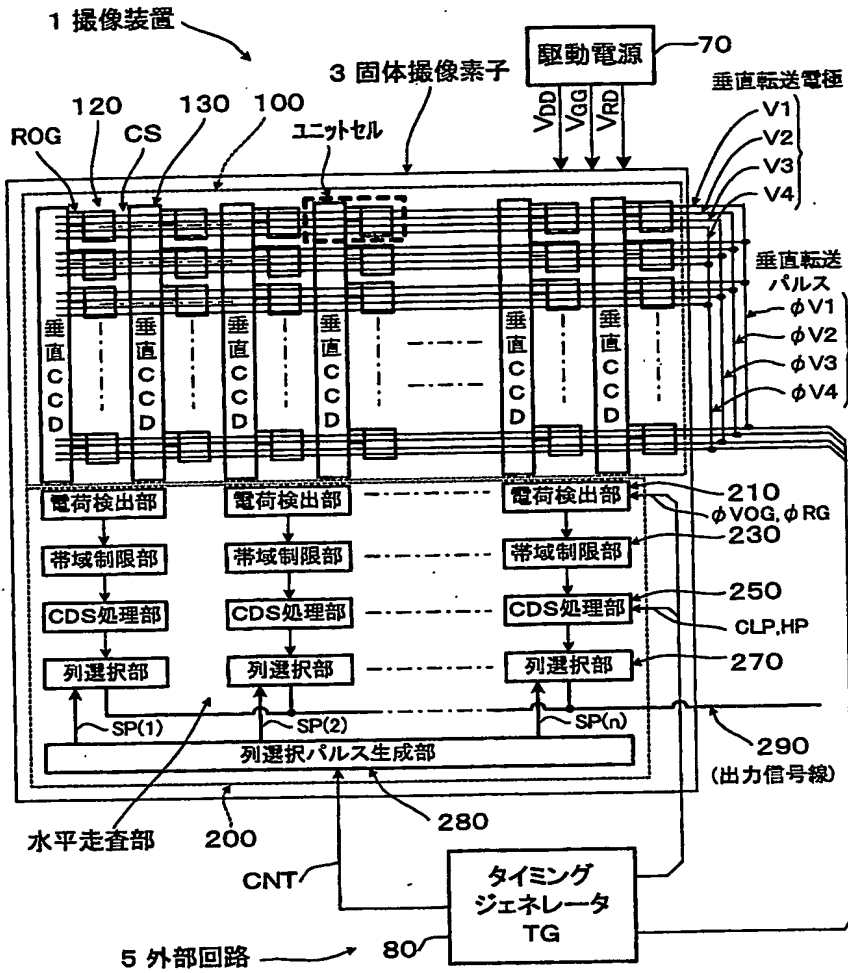 1 撮像装置
70
駆動電源
3 固体撮像素子
VDD
VGG
VRD
垂直転送電極
V1
V2
V3
V4
120
130
100
ROG
CS
ユニットセル
垂直転送
パルス
φV1
φV2
φV3
φV4
垂直CCD
垂直CCD
垂直CCD
垂直CCD
垂直CCD
垂直CCD
電荷検出部
電荷検出部
電荷検出部
210
φVOG,φRG
帯域制限部
帯域制限部
帯域制限部
230
CDS処理部
CDS処理部
CDS処理部
250
CLP,HP
列選択部
列選択部
列選択部
270
SP(1)
SP(2)
SP(n)
290
(出力信号線)
列選択パルス生成部
水平走査部
200
280
CNT
タイミング
ジェネレータ
TG
80
5 外部回路